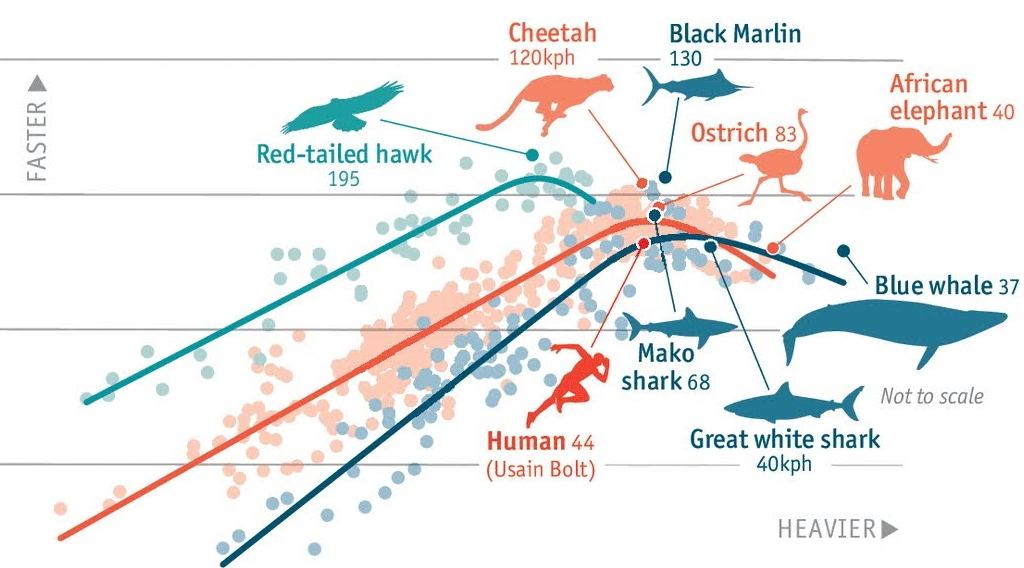 FASTER
Cheetah
120kph
Black Marlin
130
African
elephant 40
Ostrich 83
Red-tailed hawk
195
Blue whale 37
Mako
shark 68
Not to scale
Human 44
(Usain Bolt)
Great white shark
40kph
HEAVIER